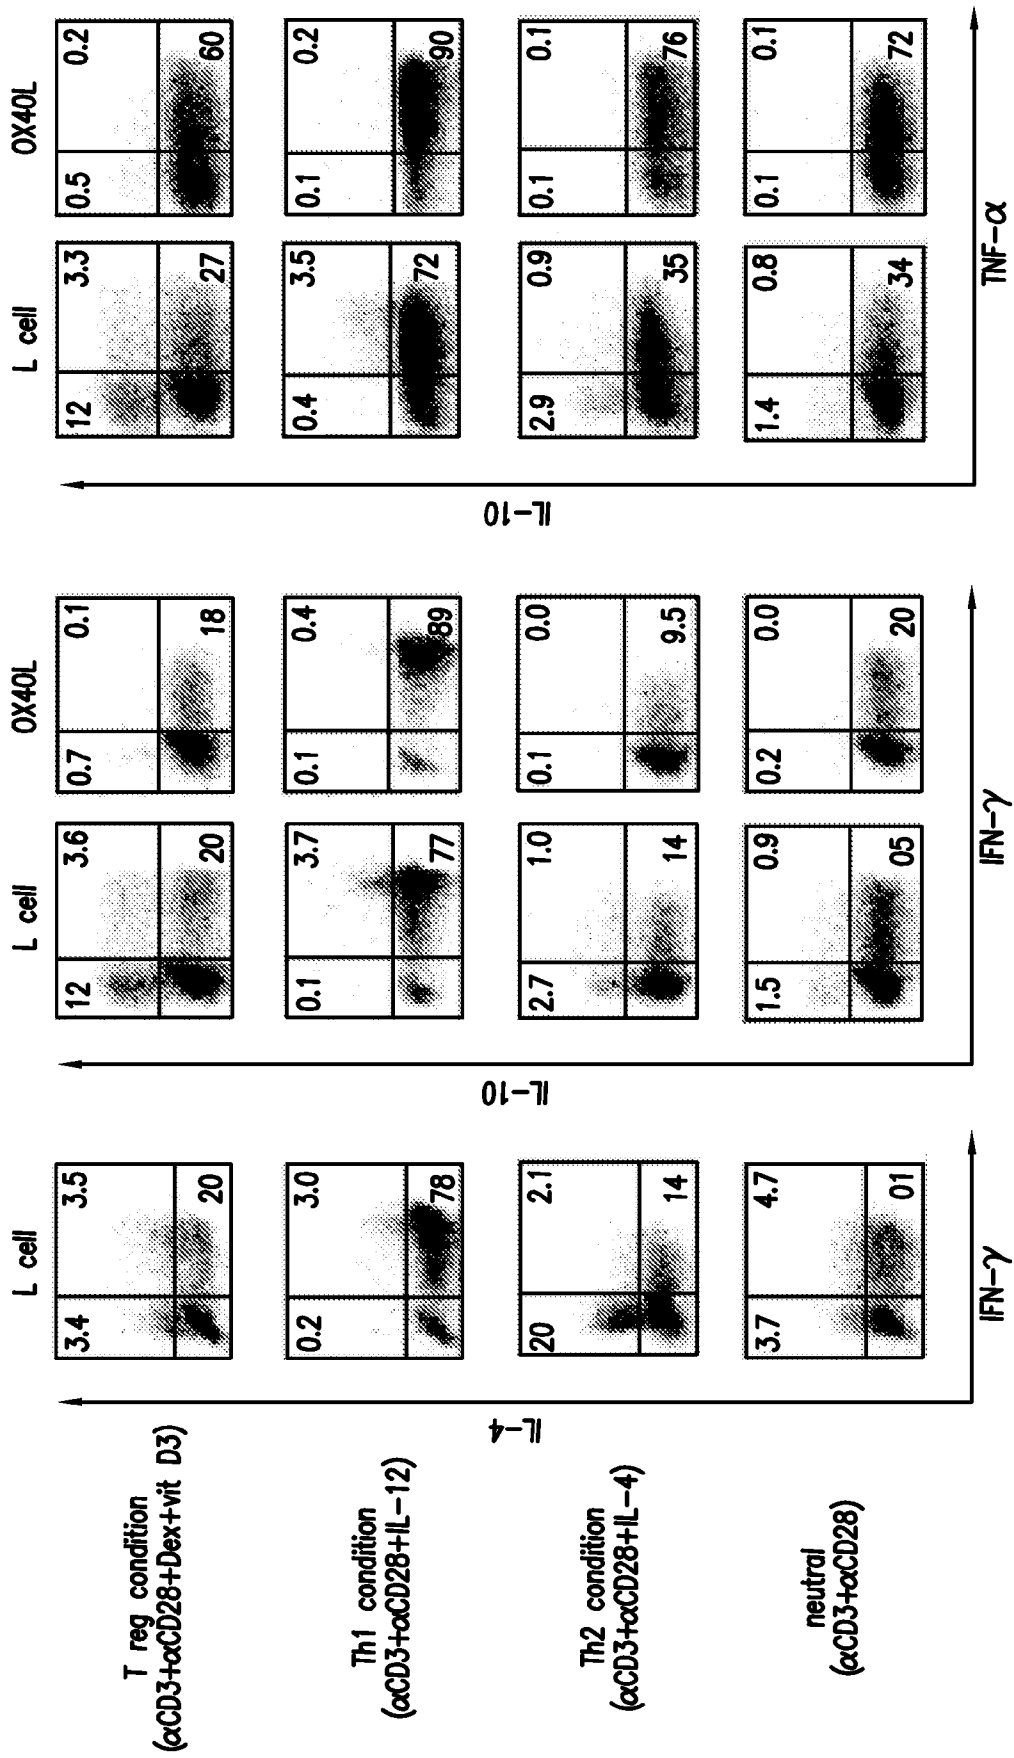 L cell L cell OX40L L cell OX40L
T reg condition
(αCD3+αCD28+Dex+vit D3)
3.4 3.5 12 3.6 0.7 0.1 12 3.3 0.5 0.2
20 20 18 27 60
Th1 condition
(αCD3+αCD28+IL-12)
0.2 3.0 0.1 3.7 0.1 0.4 0.4 3.5 0.1 0.2
78 77 89 72 90
IL-4 IL-10 IL-10
Th2 condition
(αCD3+αCD28+IL-4)
20 2.1 2.7 1.0 0.1 0.0 2.9 0.9 0.1 0.1
14 14 9.5 35 76
neutral
(αCD3+αCD28)
3.7 4.7 1.5 0.9 0.2 0.0 1.4 0.8 0.1 0.1
01 05 20 34 72
IFN-γ IFN-γ TNF-α